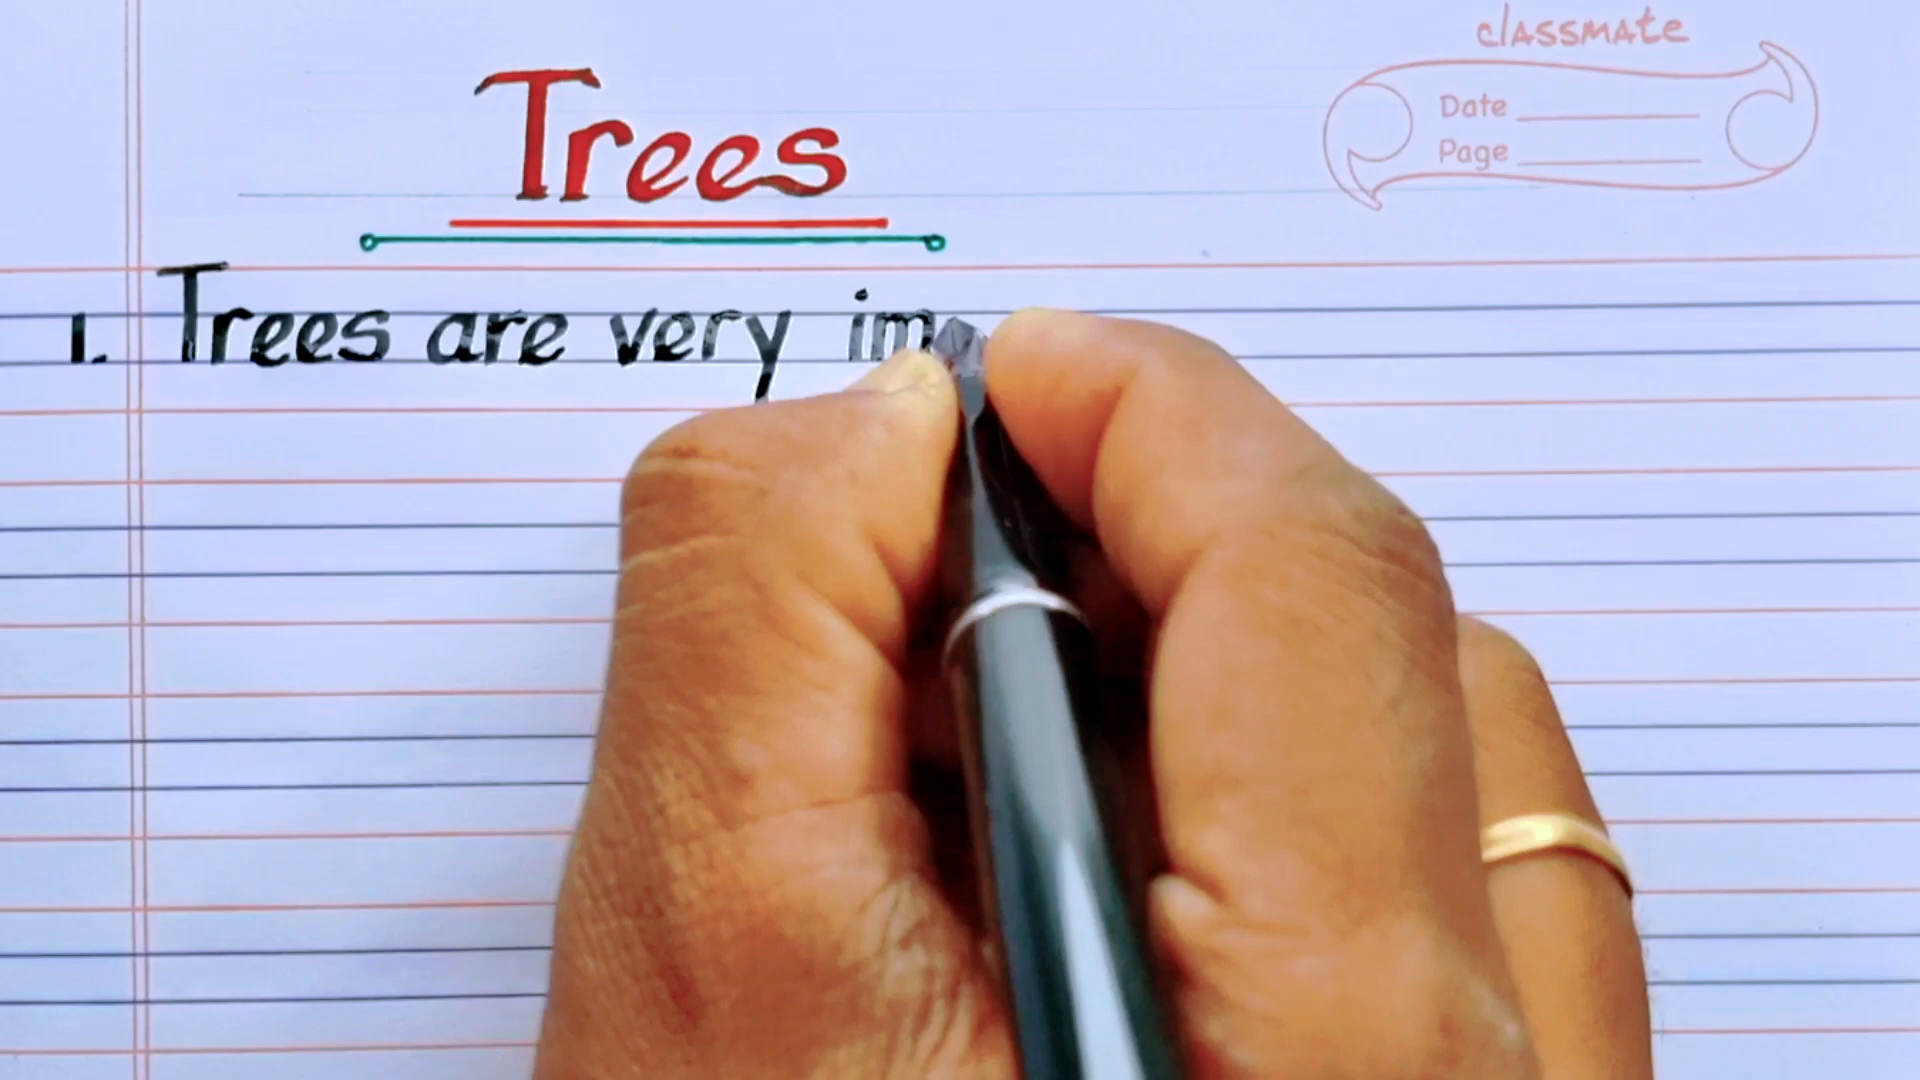 classmate
Date
Page
Trees
1. Trees are very im